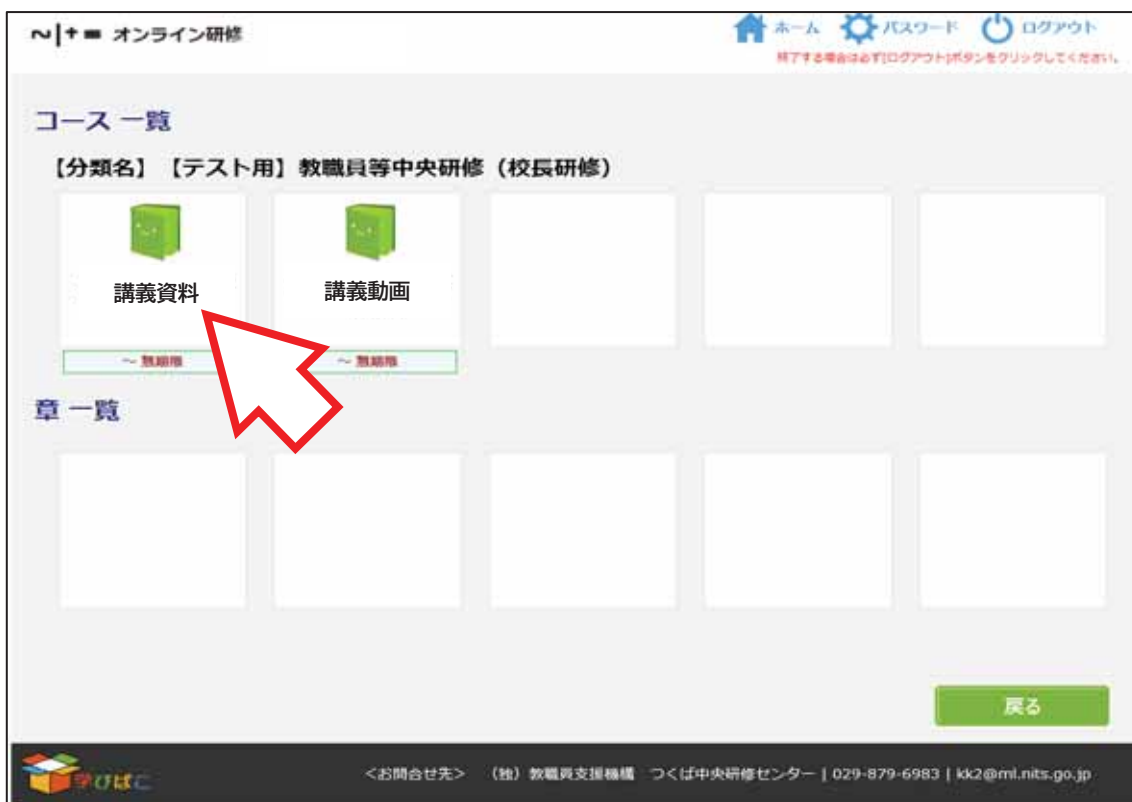 オンライン研修
ホーム パスワード ログアウト
終了する場合は必ず[ログアウト]ボタンをクリックしてください。
コース 一覧
【分類名】【テスト用】教職員等中央研修（校長研修）
講義資料
講義動画
～ 無期限
～ 無期限
章 一覧
戻る
学びばこ
＜お問合せ先＞ （独）教職員支援機構 つくば中央研修センター | 029-879-6983 | kk2@ml.nits.go.jp